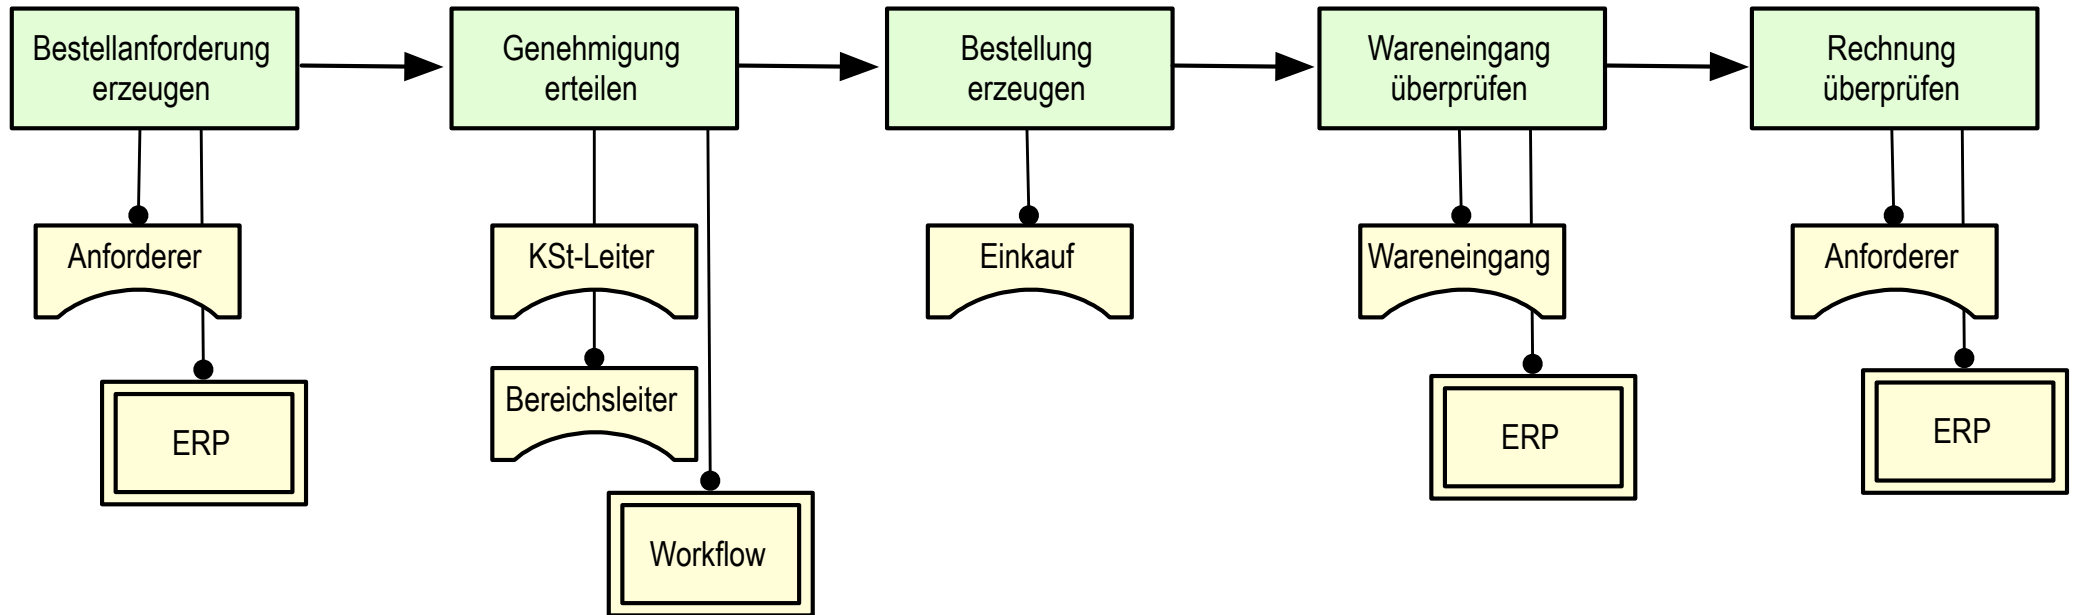 Bestellanforderung
erzeugen
Genehmigung
erteilen
Bestellung
erzeugen
Wareneingang
überprüfen
Rechnung
überprüfen
Anforderer
KSt-Leiter
Einkauf
Wareneingang
Anforderer
Bereichsleiter
ERP
ERP
ERP
Workflow